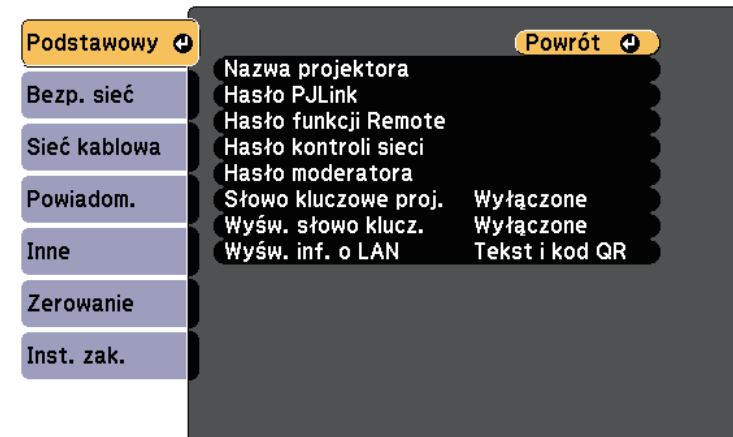 Podstawowy
Bezp. sieć
Sieć kablowa
Powiadom.
Inne
Zerowanie
Inst. zak.
Powrót
Nazwa projektora
Hasło PJLink
Hasło funkcji Remote
Hasło kontroli sieci
Hasło moderatora
Słowo kluczowe proj. Wyłączone
Wyśw. słowo klucz. Wyłączone
Wyśw. inf. o LAN Tekst i kod QR